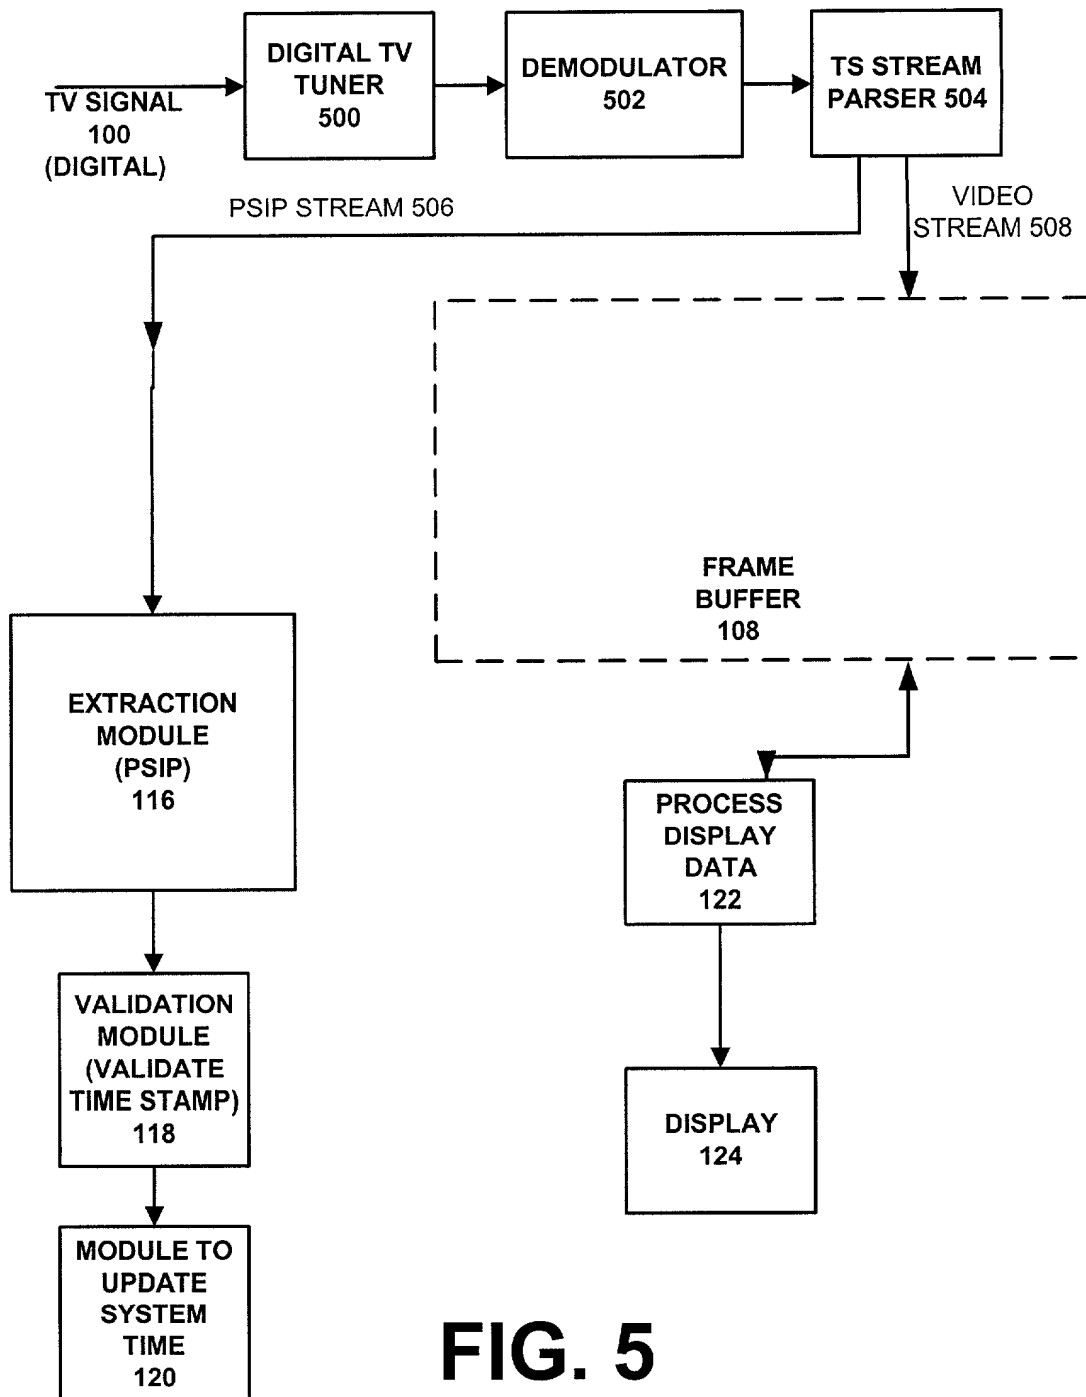 DIGITAL TV
TUNER
500
DEMODULATOR
502
TS STREAM
PARSER 504
TV SIGNAL
100
(DIGITAL)
PSIP STREAM 506
VIDEO
STREAM 508
FRAME
BUFFER
108
EXTRACTION
MODULE
(PSIP)
116
PROCESS
DISPLAY
DATA
122
VALIDATION
MODULE
(VALIDATE
TIME STAMP)
118
DISPLAY
124
MODULE TO
UPDATE
SYSTEM
TIME
120
FIG. 5